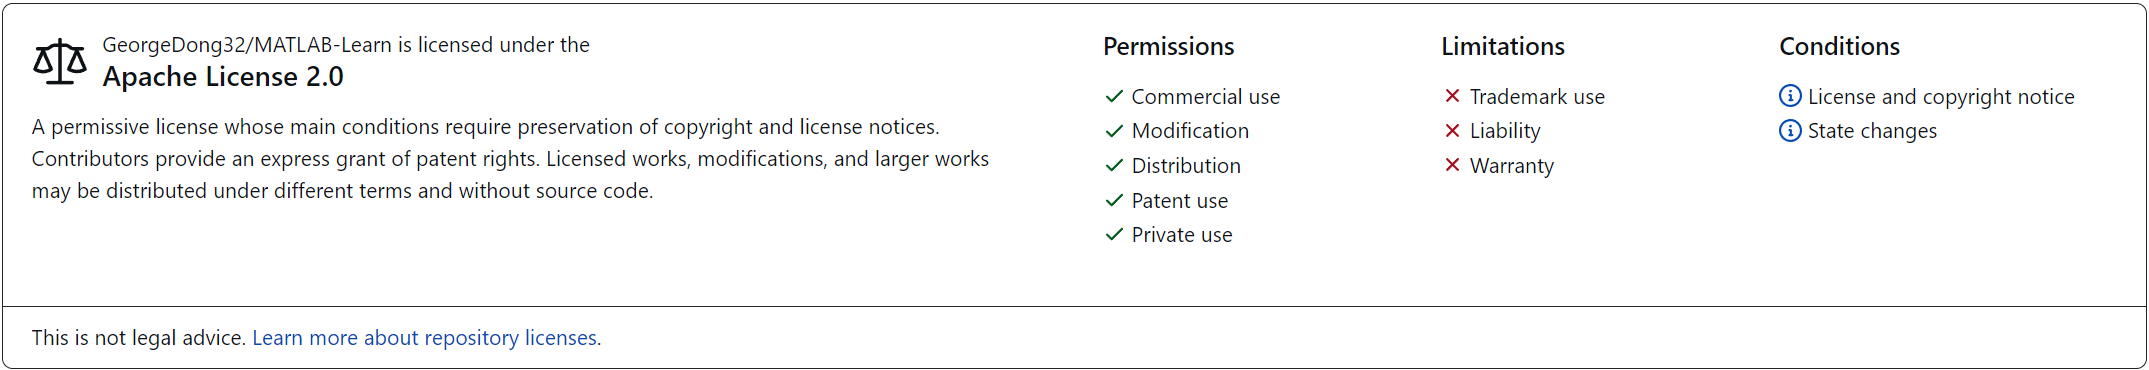 GeorgeDong32/MATLAB-Learn is licensed under the
Apache License 2.0
A permissive license whose main conditions require preservation of copyright and license notices.
Contributors provide an express grant of patent rights. Licensed works, modifications, and larger works
may be distributed under different terms and without source code.
Permissions
Commercial use
Modification
Distribution
Patent use
Private use
Limitations
Trademark use
Liability
Warranty
Conditions
License and copyright notice
State changes
This is not legal advice. Learn more about repository licenses.